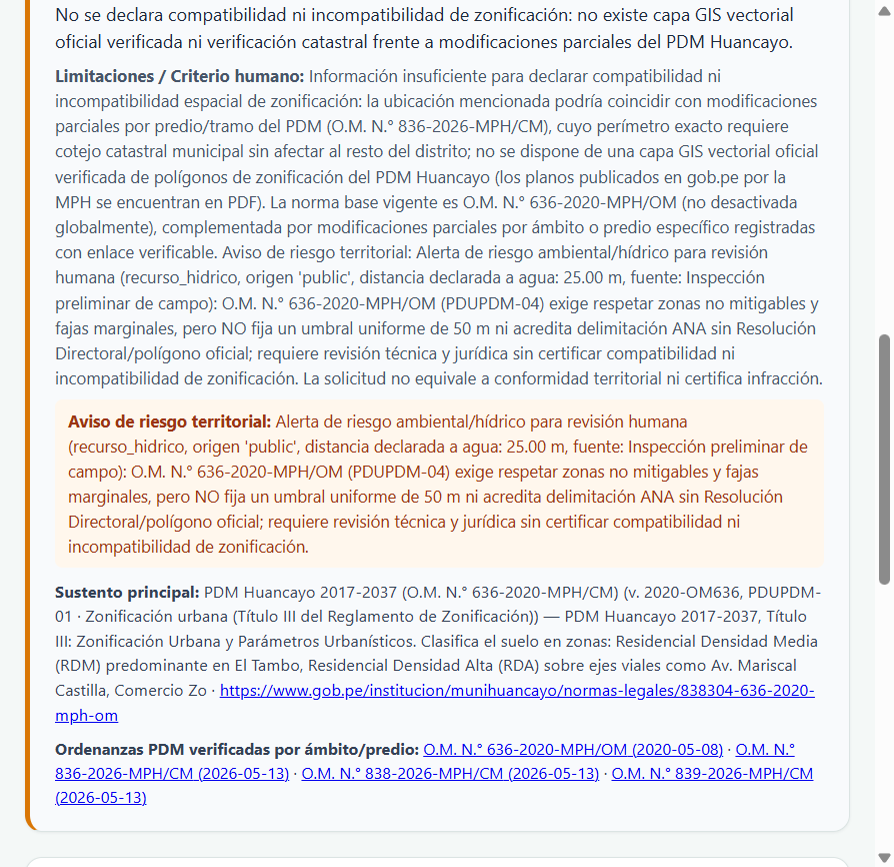 No se declara compatibilidad ni incompatibilidad de zonificación: no existe capa GIS vectorial
oficial verificada ni verificación catastral frente a modificaciones parciales del PDM Huancayo.
Limitaciones / Criterio humano: Información insuficiente para declarar compatibilidad ni
incompatibilidad espacial de zonificación: la ubicación mencionada podría coincidir con modificaciones
parciales por predio/tramo del PDM (O.M. N.° 836-2026-MPH/CM), cuyo perímetro exacto requiere
cotejo catastral municipal sin afectar al resto del distrito; no se dispone de una capa GIS vectorial oficial
verificada de polígonos de zonificación del PDM Huancayo (los planos publicados en gob.pe por la
MPH se encuentran en PDF). La norma base vigente es O.M. N.° 636-2020-MPH/OM (no desactivada
globalmente), complementada por modificaciones parciales por ámbito o predio específico registradas
con enlace verificable. Aviso de riesgo territorial: Alerta de riesgo ambiental/hídrico para revisión
humana (recurso_hidrico, origen 'public', distancia declarada a agua: 25.00 m, fuente: Inspección
preliminar de campo): O.M. N.° 636-2020-MPH/OM (PDUPDM-04) exige respetar zonas no mitigables y
fajas marginales, pero NO fija un umbral uniforme de 50 m ni acredita delimitación ANA sin Resolución
Directoral/polígono oficial; requiere revisión técnica y jurídica sin certificar compatibilidad ni
incompatibilidad de zonificación. La solicitud no equivale a conformidad territorial ni certifica infracción.
Aviso de riesgo territorial: Alerta de riesgo ambiental/hídrico para revisión humana
(recurso_hidrico, origen 'public', distancia declarada a agua: 25.00 m, fuente: Inspección preliminar de
campo): O.M. N.° 636-2020-MPH/OM (PDUPDM-04) exige respetar zonas no mitigables y fajas
marginales, pero NO fija un umbral uniforme de 50 m ni acredita delimitación ANA sin Resolución
Directoral/polígono oficial; requiere revisión técnica y jurídica sin certificar compatibilidad ni
incompatibilidad de zonificación.
Sustento principal: PDM Huancayo 2017-2037 (O.M. N.° 636-2020-MPH/CM) (v. 2020-OM636, PDUPDM-
01 · Zonificación urbana (Título III del Reglamento de Zonificación)) — PDM Huancayo 2017-2037, Título
III: Zonificación Urbana y Parámetros Urbanísticos. Clasifica el suelo en zonas: Residencial Densidad Media
(RDM) predominante en El Tambo, Residencial Densidad Alta (RDA) sobre ejes viales como Av. Mariscal
Castilla, Comercio Zo · https://www.gob.pe/institucion/munihuancayo/normas-legales/838304-636-2020-
mph-om
Ordenanzas PDM verificadas por ámbito/predio: O.M. N.° 636-2020-MPH/OM (2020-05-08) · O.M. N.°
836-2026-MPH/CM (2026-05-13) · O.M. N.° 838-2026-MPH/CM (2026-05-13) · O.M. N.° 839-2026-MPH/CM
(2026-05-13)